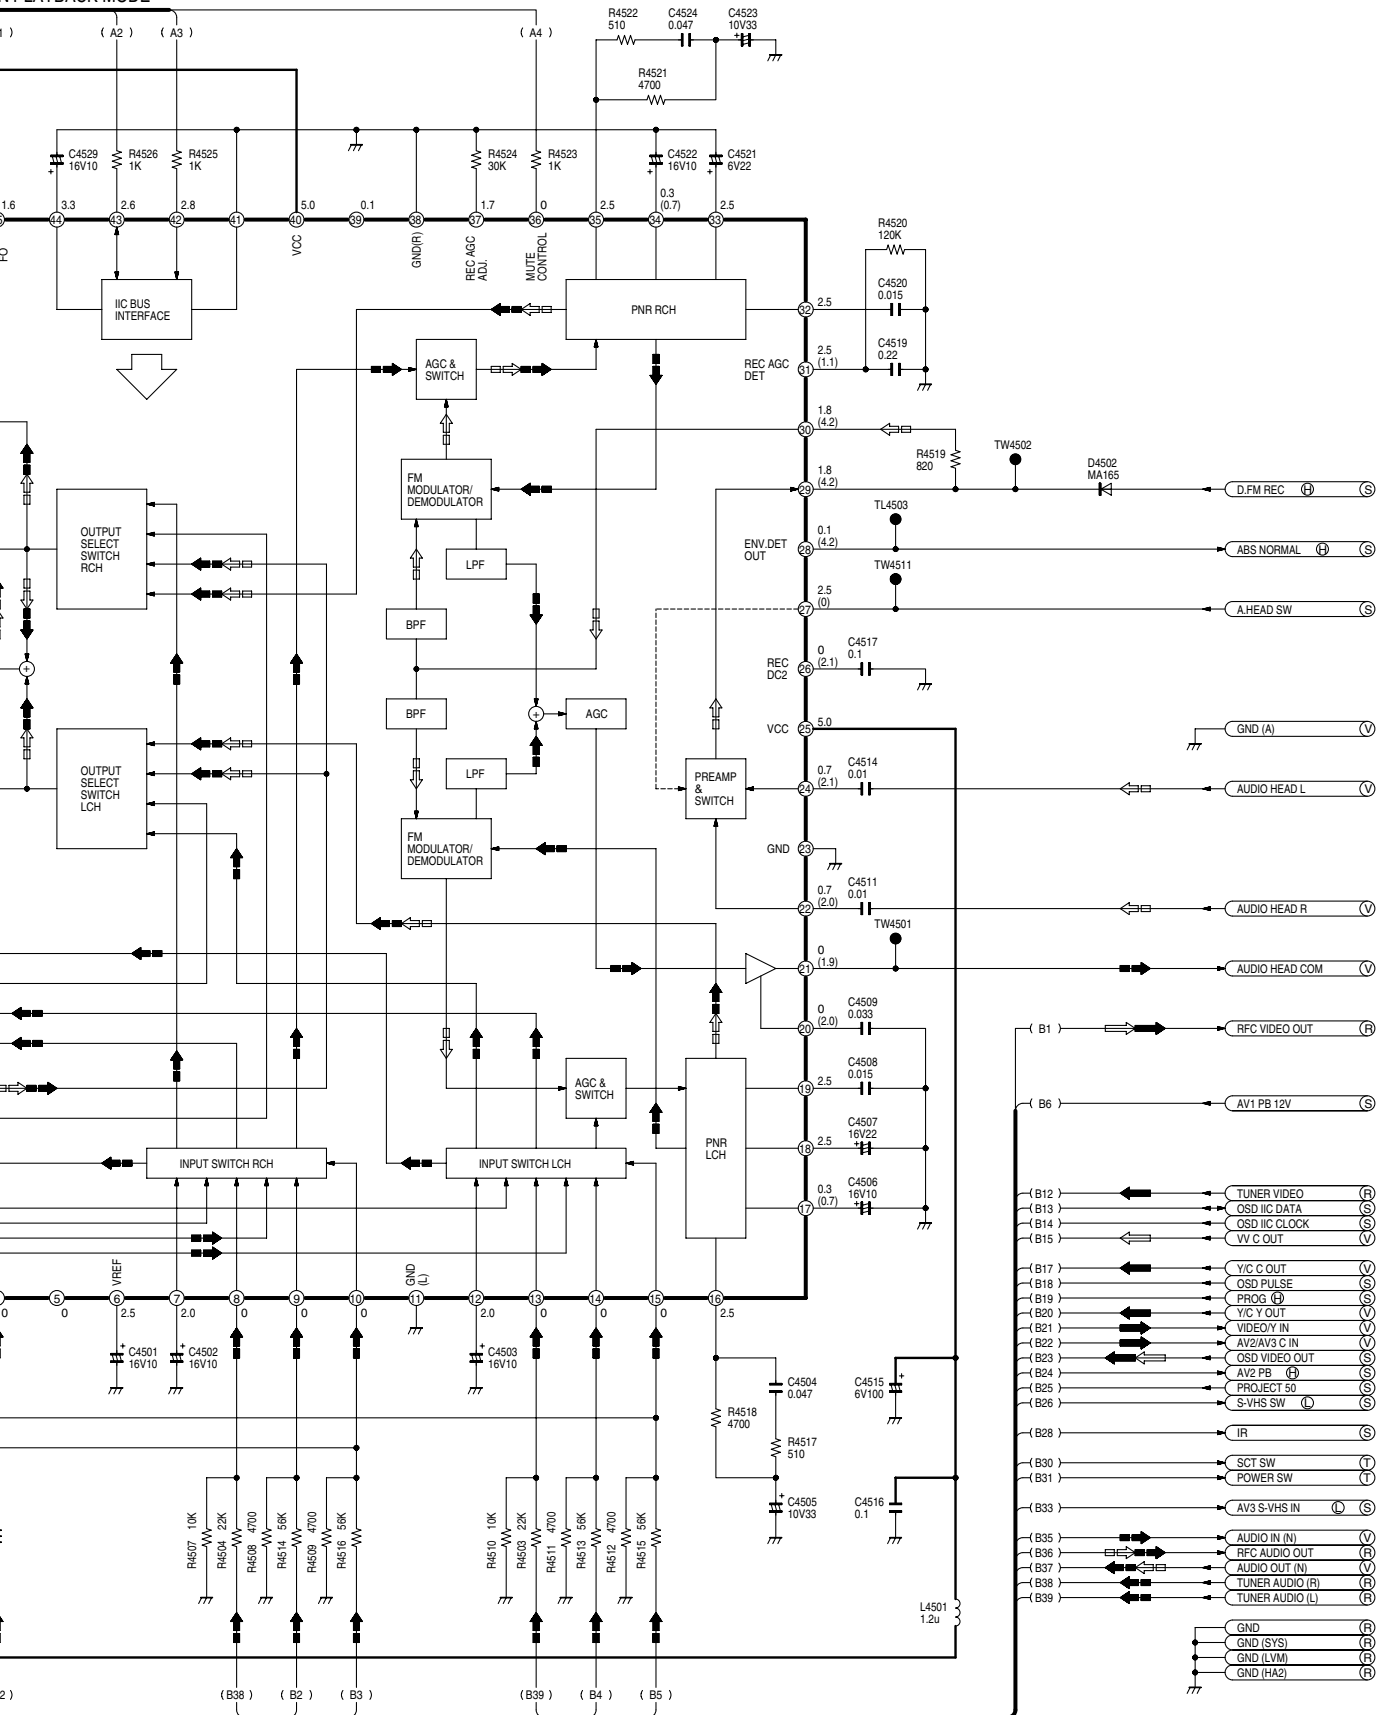 ( A2 ) ( A3 ) ( A4 )
R4522 510
C4524 0.047
C4523 10V33
R4521 4700
C4529 16V10
R4526 1K
R4525 1K
R4524 30K
R4523 1K
C4522 16V10
C4521 6V22
1.6 3.3 2.6 2.8 5.0 0.1 1.7 0 2.5 0.3 (0.7) 2.5
44 43 42 41 40 39 38 37 36 35 34 33
FO
VCC
GND(R)
REC AGC ADJ.
MUTE CONTROL
R4520 120K
C4520 0.015
C4519 0.22
IIC BUS INTERFACE
PNR RCH
32 2.5
AGC & SWITCH
REC AGC DET
31 2.5 (1.1)
30 1.8 (4.2)
R4519 820
TW4502
D4502 MA165
FM MODULATOR/ DEMODULATOR
29 1.8 (4.2)
D.FM REC H S
OUTPUT SELECT SWITCH RCH
LPF
TL4503
ENV.DET OUT
28 0.1 (4.2)
ABS NORMAL H S
TW4511
27 2.5 (0)
A.HEAD SW S
BPF
REC DC2
26 0 (2.1)
C4517 0.1
BPF
AGC
VCC
25 5.0
GND (A) V
OUTPUT SELECT SWITCH LCH
LPF
PREAMP & SWITCH
24 0.7 (2.1)
C4514 0.01
AUDIO HEAD L V
FM MODULATOR/ DEMODULATOR
GND 23
22 0.7 (2.0)
C4511 0.01
AUDIO HEAD R V
TW4501
21 0 (1.9)
AUDIO HEAD COM V
20 0 (2.0)
C4509 0.033
( B1 ) RFC VIDEO OUT R
AGC & SWITCH
19 2.5
C4508 0.015
( B6 ) AV1 PB 12V S
PNR LCH
18 2.5
C4507 16V22
INPUT SWITCH RCH
INPUT SWITCH LCH
17 0.3 (0.7)
C4506 16V10
( B12 ) TUNER VIDEO R
( B13 ) OSD IIC DATA S
( B14 ) OSD IIC CLOCK S
( B15 ) VV C OUT V
( B17 ) Y/C C OUT V
( B18 ) OSD PULSE S
( B19 ) PROG H S
( B20 ) Y/C Y OUT V
( B21 ) VIDEO/Y IN V
( B22 ) AV2/AV3 C IN V
( B23 ) OSD VIDEO OUT S
( B24 ) AV2 PB H S
( B25 ) PROJECT 50 S
( B26 ) S-VHS SW L S
( B28 ) IR S
( B30 ) SCT SW T
( B31 ) POWER SW T
( B33 ) AV3 S-VHS IN L S
( B35 ) AUDIO IN (N) V
( B36 ) RFC AUDIO OUT R
( B37 ) AUDIO OUT (N) V
( B38 ) TUNER AUDIO (R) R
( B39 ) TUNER AUDIO (L) R
GND R
GND (SYS) R
GND (LVM) R
GND (HA2) R
VREF
GND (L)
5 6 7 8 9 10 11 12 13 14 15 16
0 0 2.5 2.0 0 0 0 2.0 0 0 0 2.5
C4501 16V10
C4502 16V10
C4503 16V10
C4504 0.047
C4515 6V100
R4518 4700
R4517 510
C4505 10V33
C4516 0.1
R4507 10K
R4504 22K
R4508 4700
R4514 56K
R4509 4700
R4516 56K
R4510 10K
R4503 22K
R4511 4700
R4513 56K
R4512 4700
R4515 56K
L4501 1.2u
( B38 ) ( B2 ) ( B3 ) ( B39 ) ( B4 ) ( B5 )